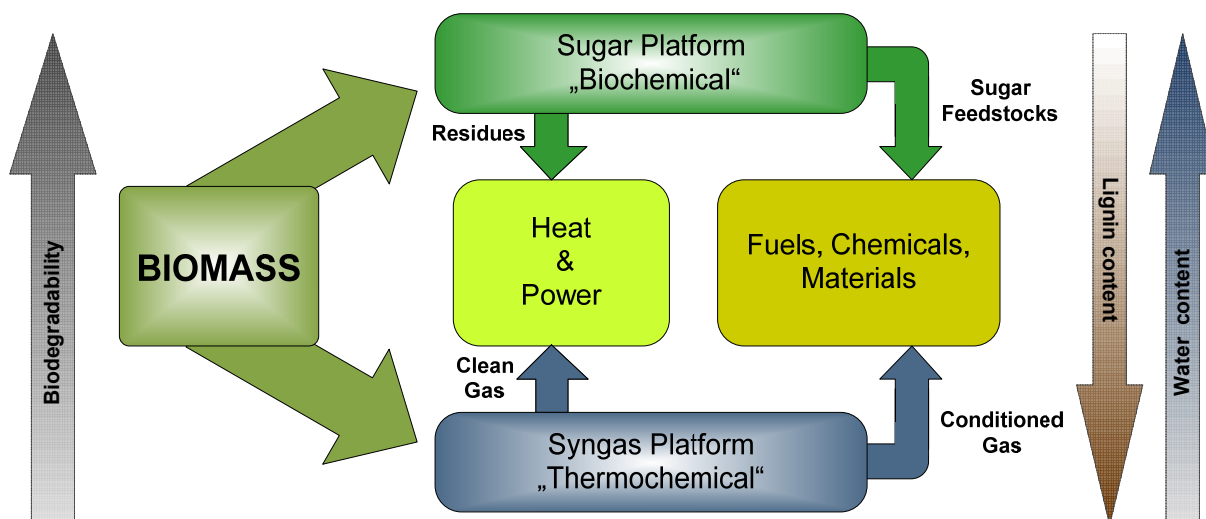 Sugar Platform
„Biochemical“
Residues
Sugar
Feedstocks
Biodegradability
BIOMASS
Heat
&
Power
Fuels, Chemicals,
Materials
Lignin content
Water content
Clean
Gas
Conditioned
Gas
Syngas Platform
„Thermochemical“